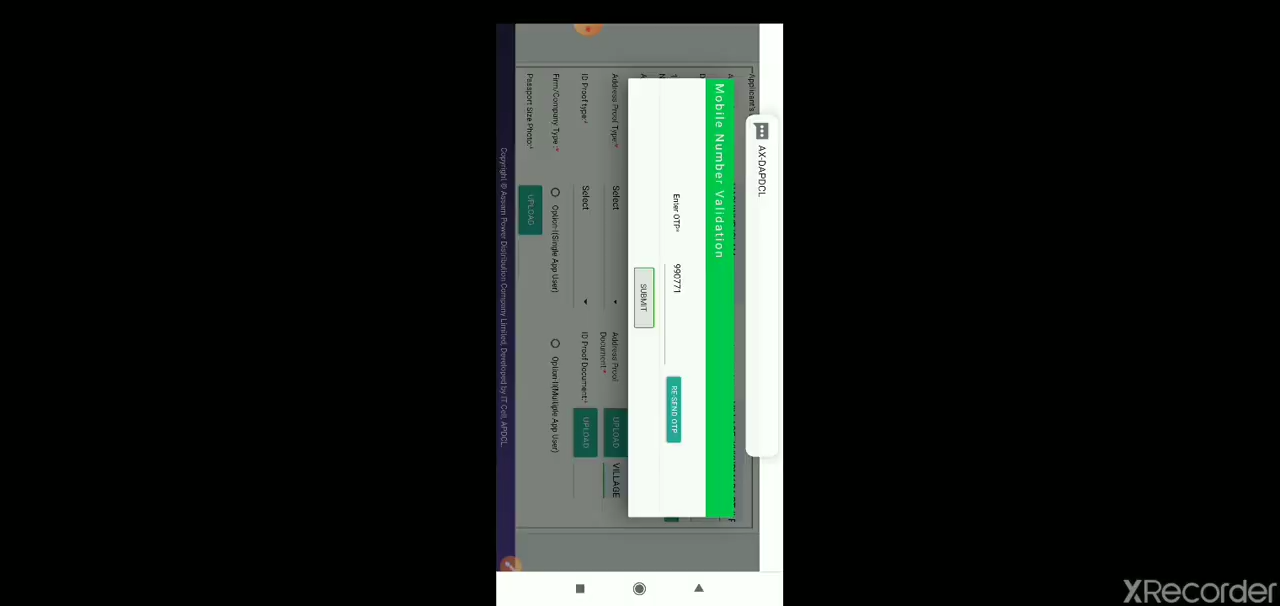 AX-DAPDCL
Applicant's
Mobile Number Validation
Enter OTP*
990771
RE-SEND OTP
SUBMIT
Address Proof Type:*
Select
Address Proof
Document:*
UPLOAD
VILLAGE
ID Proof type:*
Select
ID Proof Document:*
UPLOAD
Firm/Company Type :*
Option-I(Single App User)
Option-II(Multiple App User)
Passport Size Photo:*
UPLOAD
Copyright @ Assam Power Distribution Company Limited, Developed by IT Cell, APDCL
XRecorder